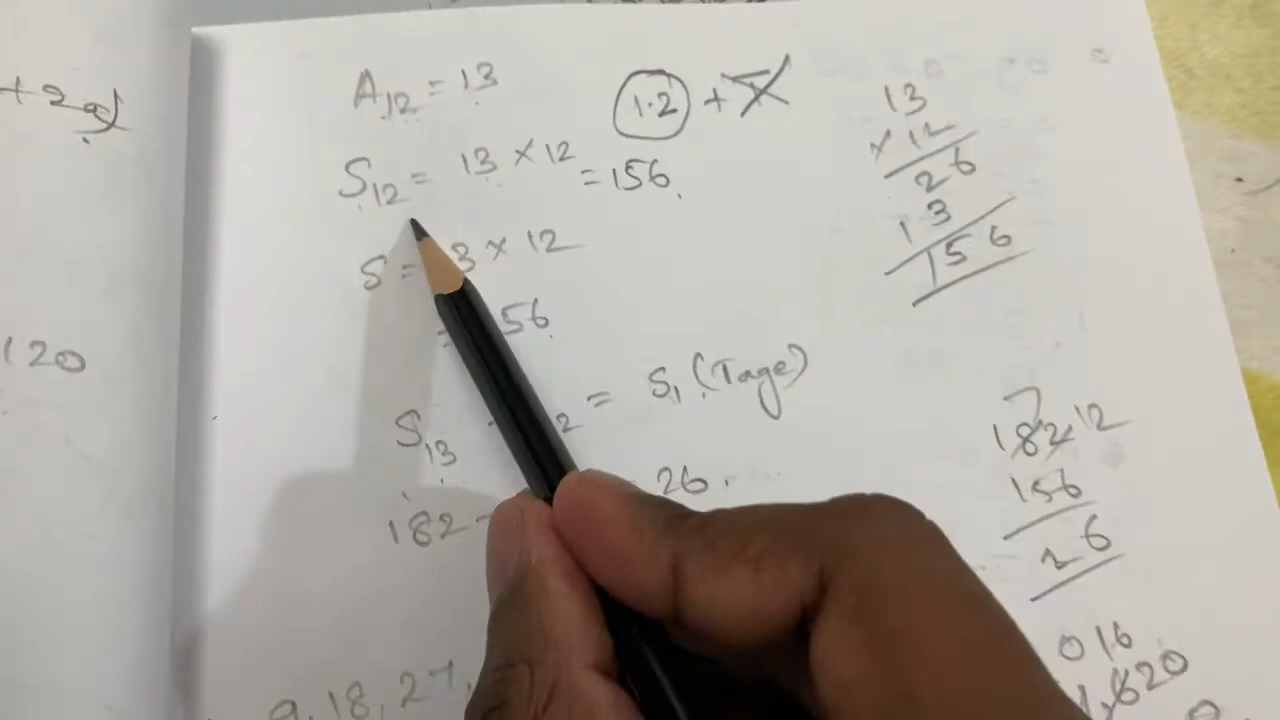 + 2a)
120
A12 = 13
1.2 +
S12 = 13 × 12 = 156
S = 3 × 12
56
S13 2 = S1 (Tage)
182 - 26.
9, 18, 27,
13
× 12
26
13
156
7
182 12
156
26
016
620